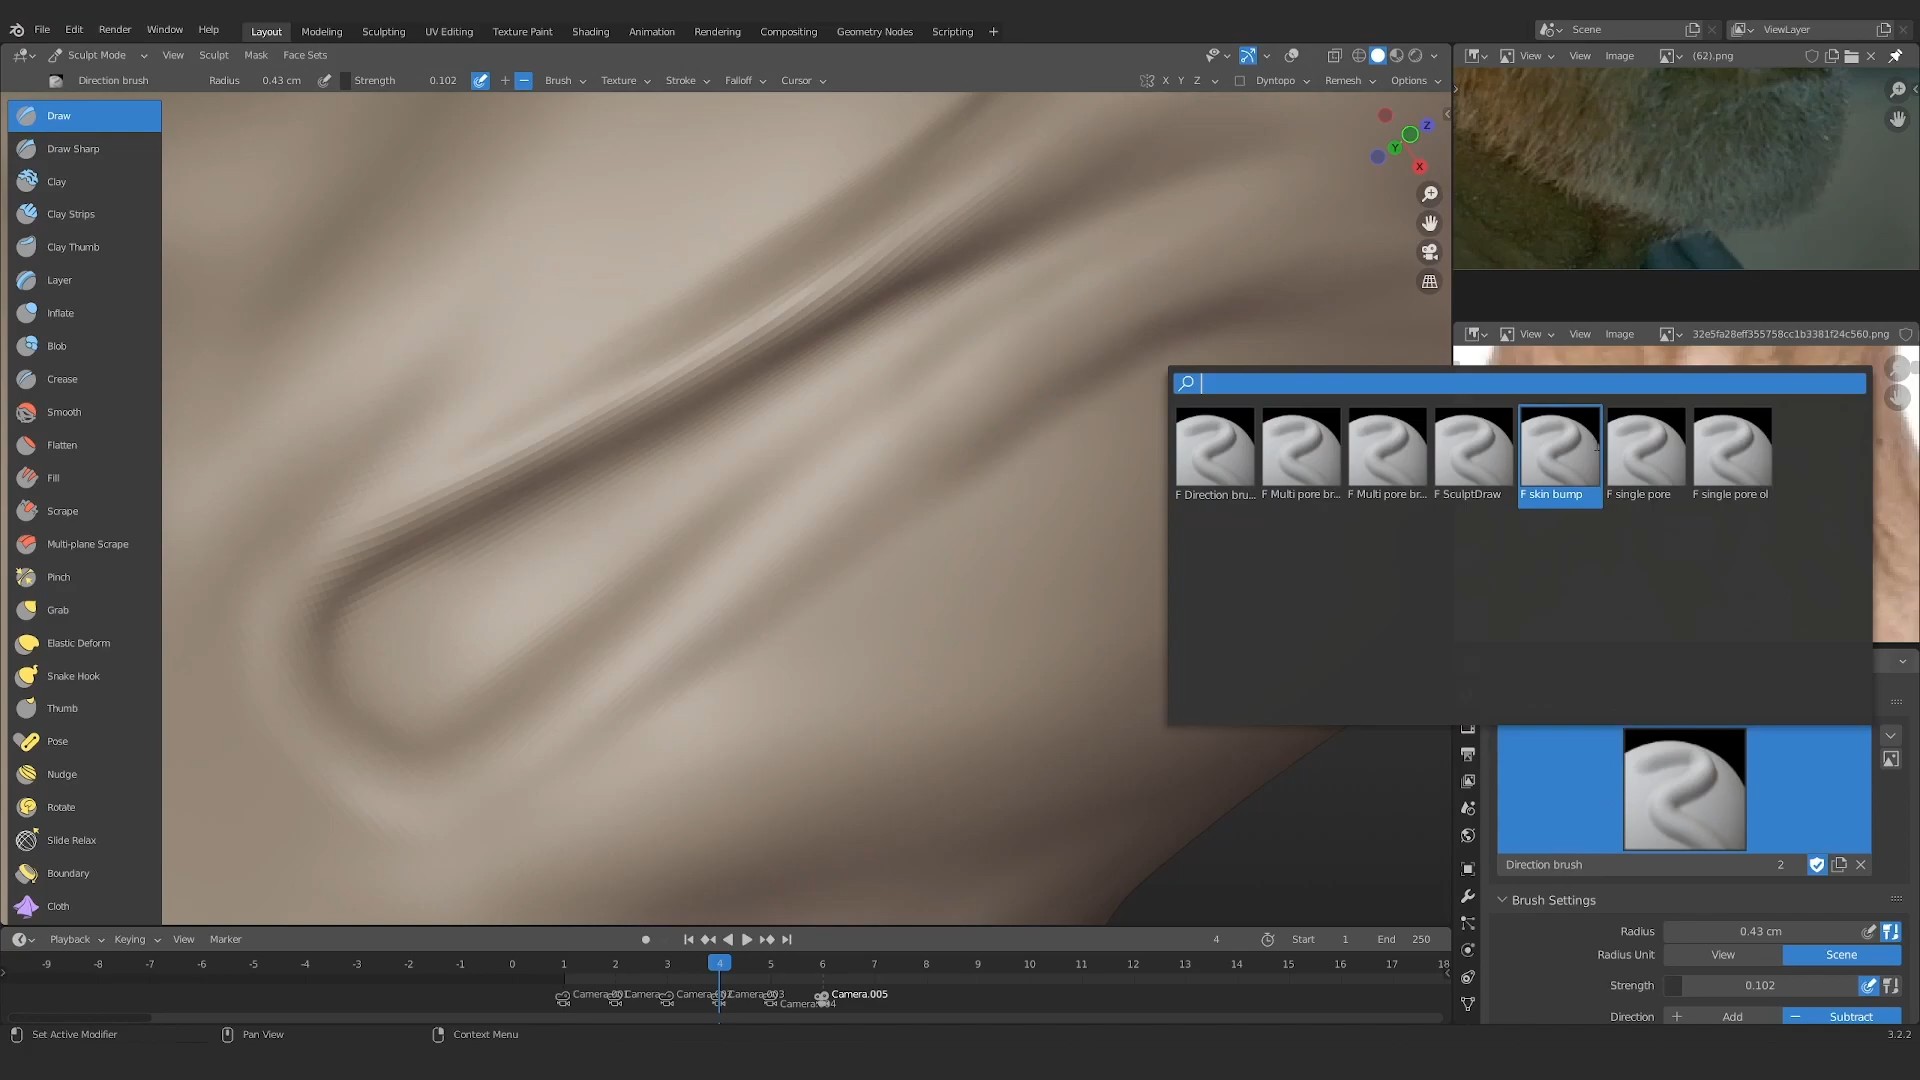 File Edit Render Window Help Layout Modeling Sculpting UV Editing Texture Paint Shading Animation Rendering Compositing Geometry Nodes Scripting + Scene ViewLayer
Sculpt Mode View Sculpt Mask Face Sets View View Image (62).png
Direction brush Radius 0.43 cm Strength 0.102 Brush Texture Stroke Falloff Cursor X Y Z Dyntopo Remesh Options
Draw
Draw Sharp
Clay
Clay Strips
Clay Thumb
Layer
Inflate
Blob
Crease
Smooth
Flatten
Fill
Scrape
Multi-plane Scrape
Pinch
Grab
Elastic Deform
Snake Hook
Thumb
Pose
Nudge
Rotate
Slide Relax
Boundary
Cloth
Z
Y
X
View View Image 32e5fa28eff355758cc1b3381f24c560.png
F Direction bru... F Multi pore br... F Multi pore br... F SculptDraw F skin bump F single pore F single pore ol
Direction brush 2
Brush Settings
Radius 0.43 cm
Radius Unit View Scene
Strength 0.102
Direction + Add − Subtract
Playback Keying View Marker 4 Start 1 End 250
-9 -8 -7 -6 -5 -4 -3 -2 -1 0 1 2 3 4 5 6 7 8 9 10 11 12 13 14 15 16 17 18
Camera.005
Set Active Modifier Pan View Context Menu 3.2.2